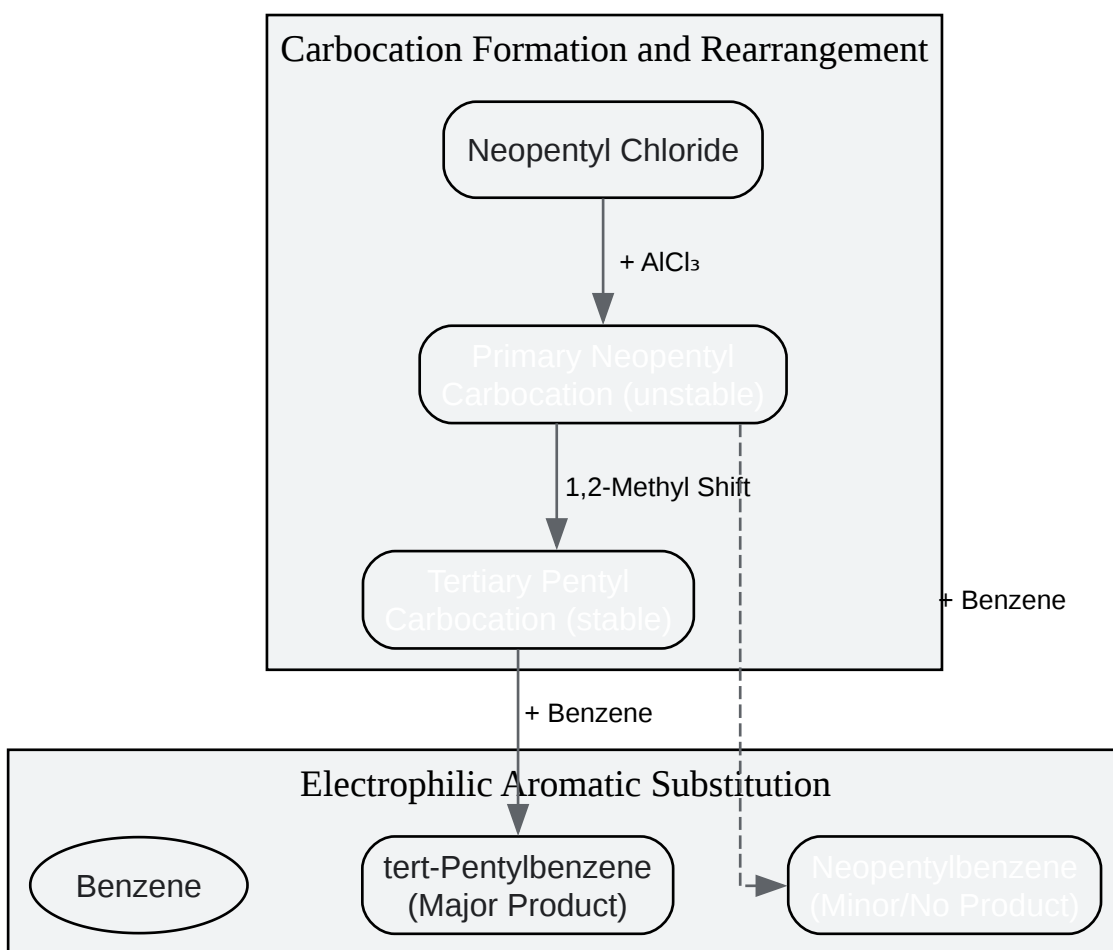 Carbocation Formation and Rearrangement
Neopentyl Chloride
+ AlCl₃
Primary Neopentyl
Carbocation (unstable)
1,2-Methyl Shift
Tertiary Pentyl
Carbocation (stable)
+ Benzene
+ Benzene
Electrophilic Aromatic Substitution
Benzene
tert-Pentylbenzene
(Major Product)
Neopentylbenzene
(Minor/No Product)